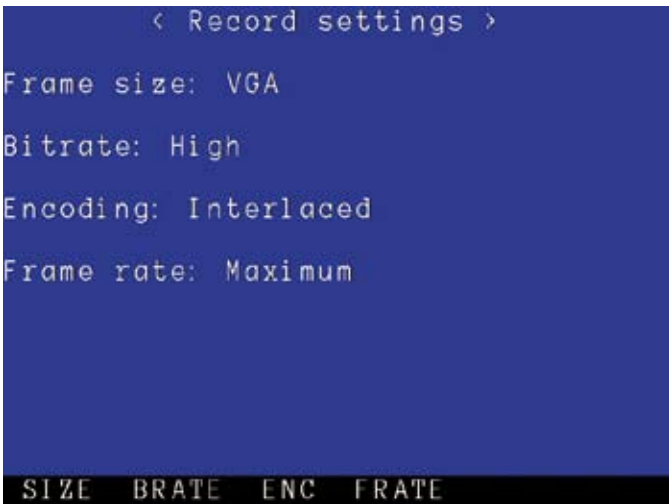 < Record settings >
Frame size: VGA
Bitrate: High
Encoding: Interlaced
Frame rate: Maximum
SIZE BRATE ENC FRATE